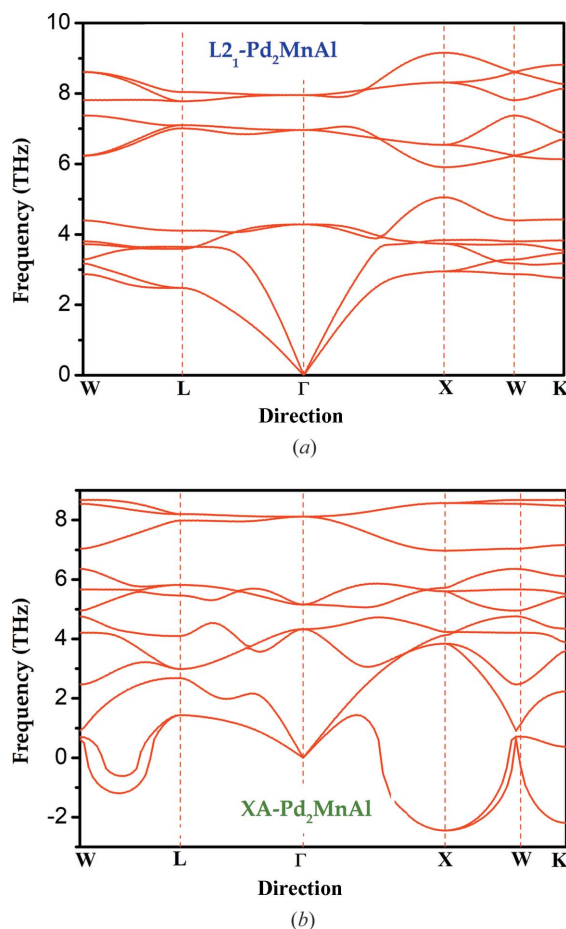 (a)
10
L2₁-Pd₂MnAl
8
6
4
2
0
Frequency (THz)
W L Γ X W K
Direction
(a)
8
6
4
2
0
-2
Frequency (THz)
XA-Pd₂MnAl
W L Γ X W K
Direction
(b)